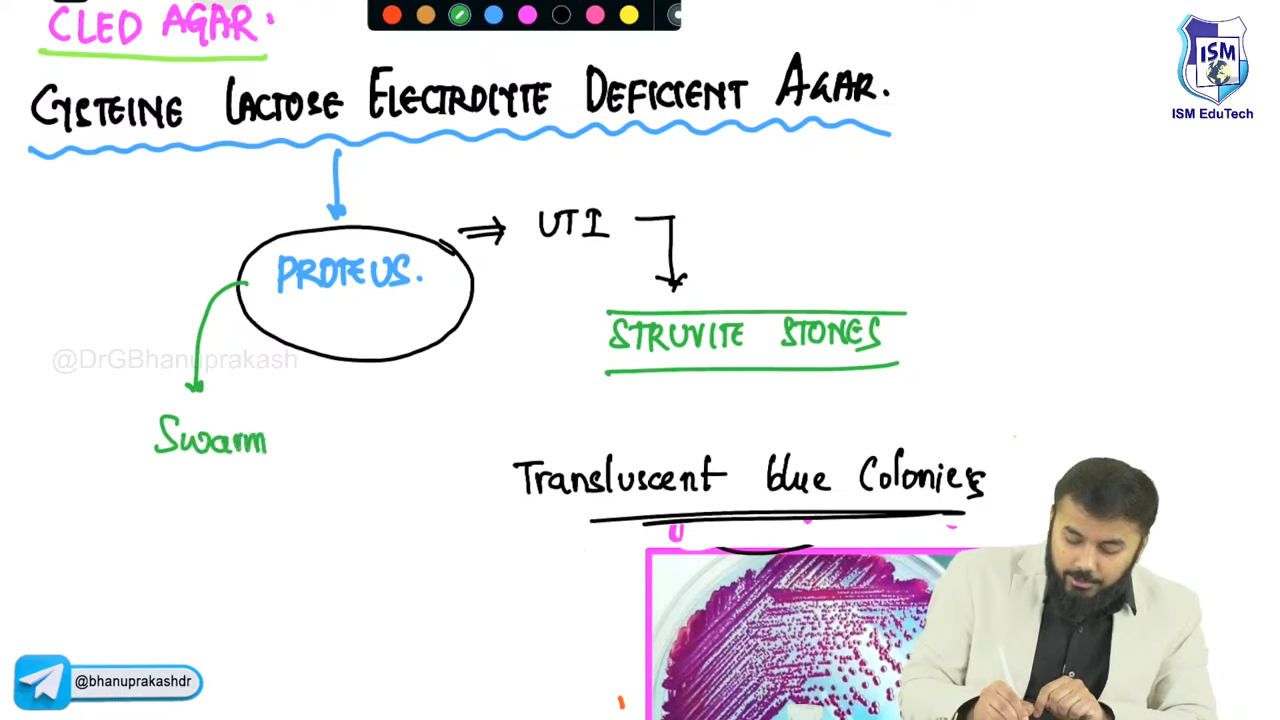 CLED AGAR.
CYSTEINE LACTOSE ELECTROLYTE DEFICIENT AGAR.
ISM
ISM EduTech
UTI
PROTEUS.
STRUVITE STONES
@DrGBhanuprakash
Swarm
Transluscent blue Colonies
@bhanuprakashdr